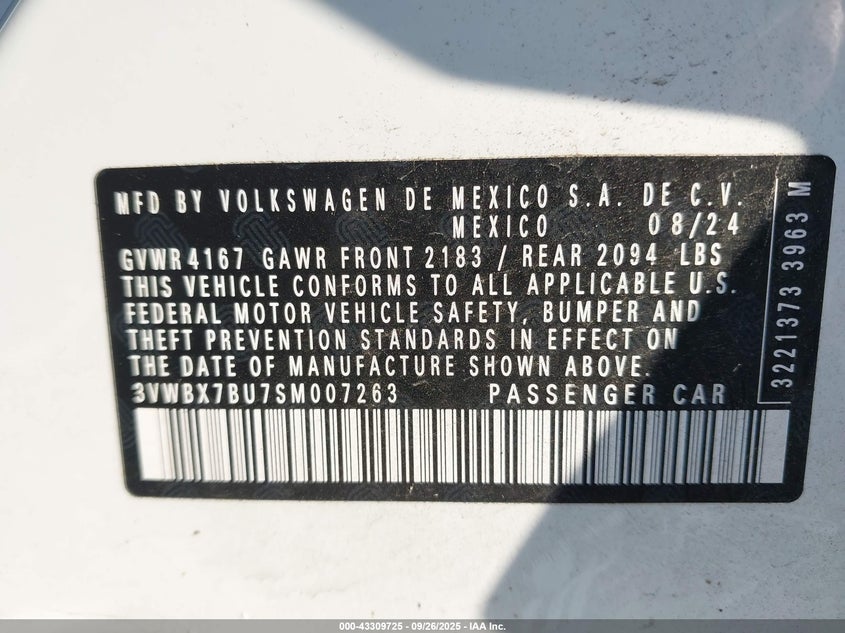 MFD BY VOLKSWAGEN DE MEXICO S.A. DE C.V.
MEXICO 08/24
GVWR 4167 GAWR FRONT 2183 / REAR 2094 LBS
THIS VEHICLE CONFORMS TO ALL APPLICABLE U.S.
FEDERAL MOTOR VEHICLE SAFETY, BUMPER AND
THEFT PREVENTION STANDARDS IN EFFECT ON
THE DATE OF MANUFACTURE SHOWN ABOVE.
3VWBX7BU7SM007263 PASSENGER CAR
3221373 3963 M
000-43309725 - 09/26/2025 - IAA Inc.